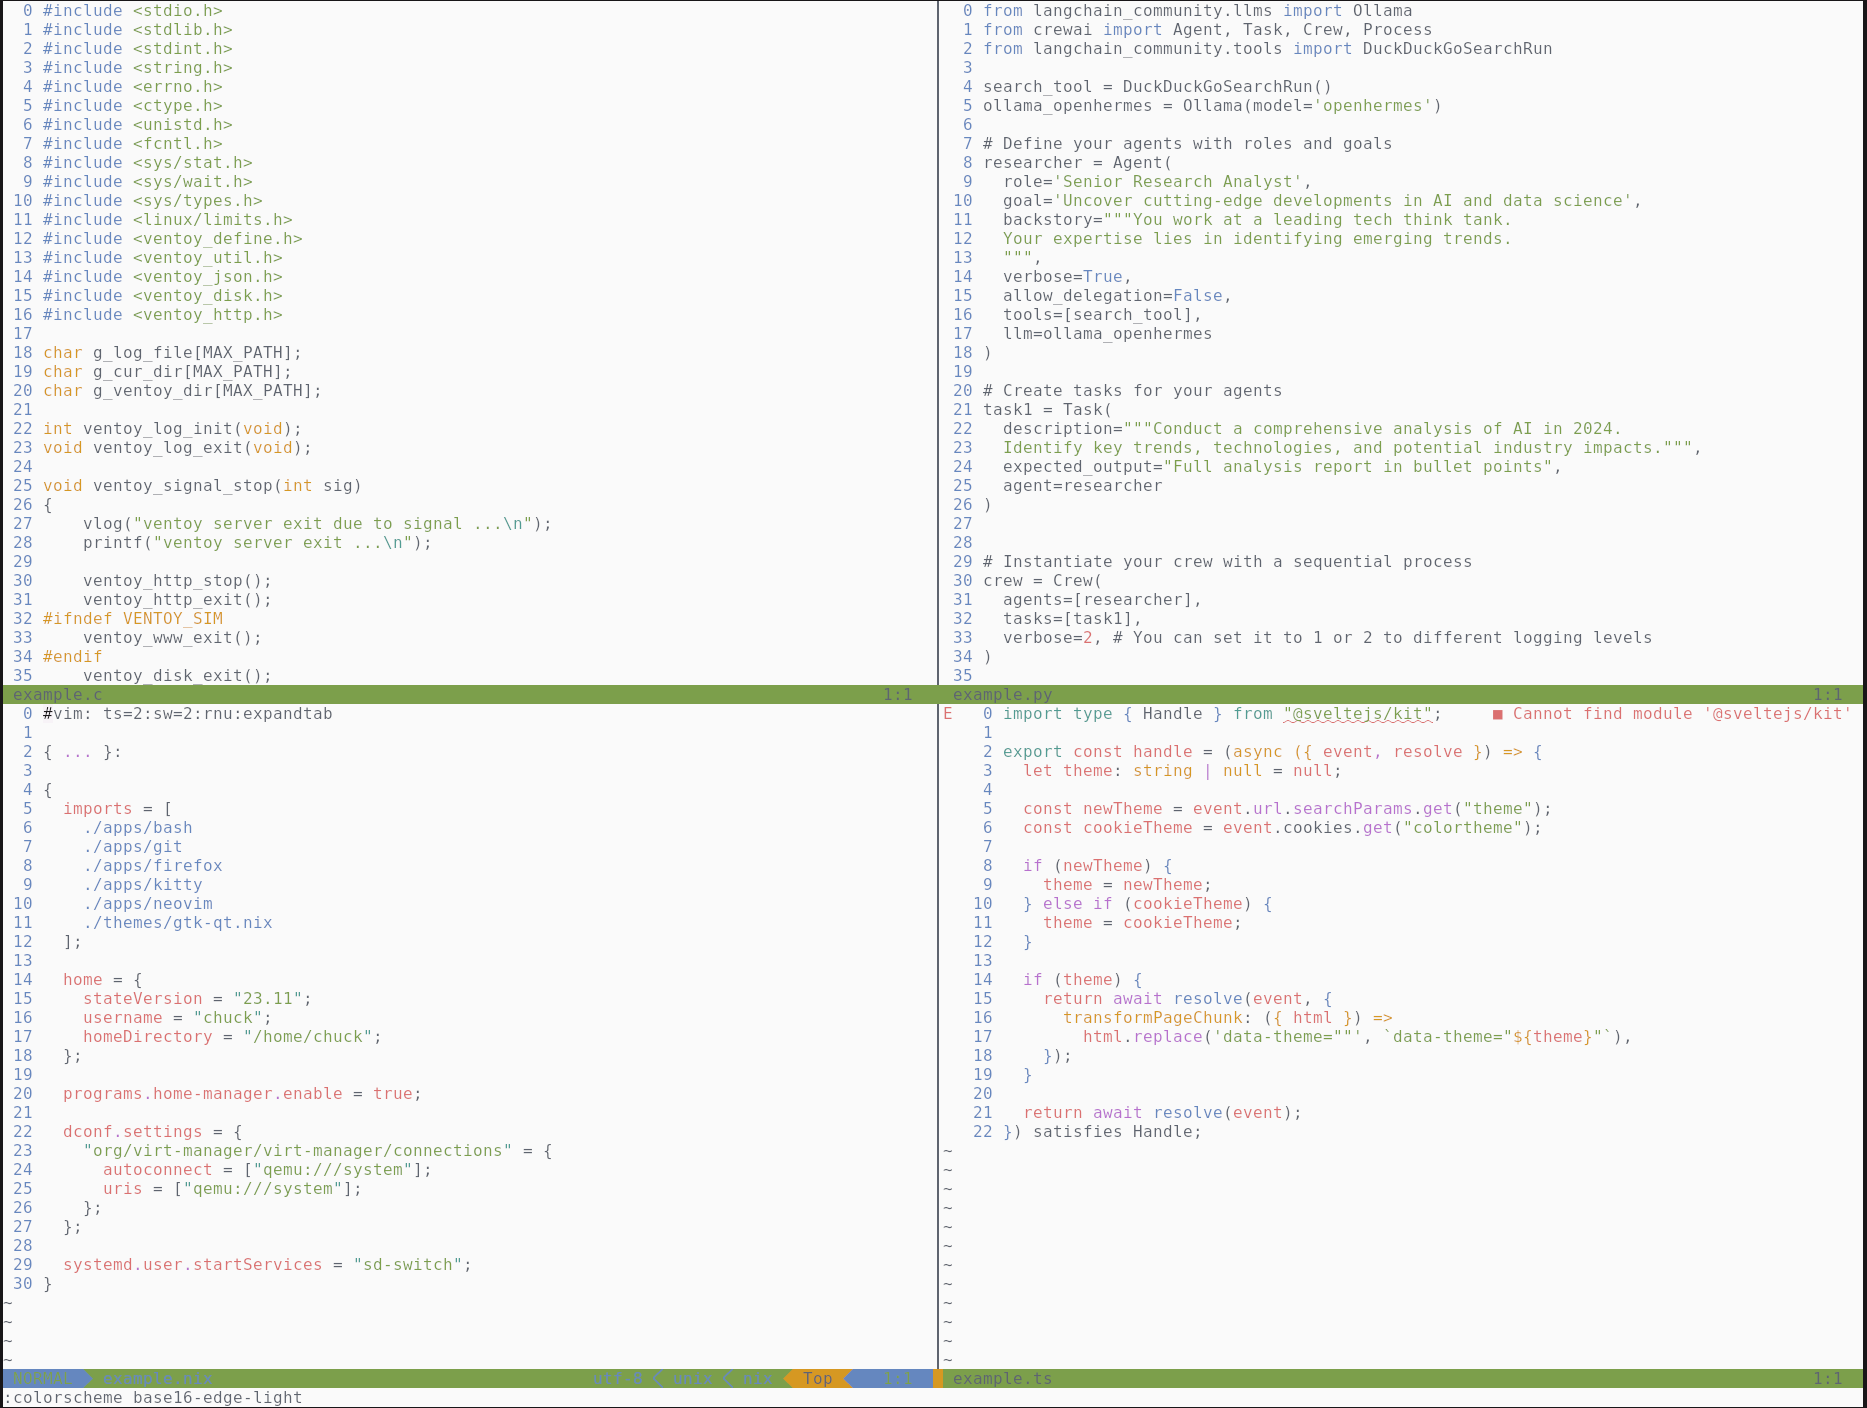 0 #include <stdio.h>
1 #include <stdlib.h>
2 #include <stdint.h>
3 #include <string.h>
4 #include <errno.h>
5 #include <ctype.h>
6 #include <unistd.h>
7 #include <fcntl.h>
8 #include <sys/stat.h>
9 #include <sys/wait.h>
10 #include <sys/types.h>
11 #include <linux/limits.h>
12 #include <ventoy_define.h>
13 #include <ventoy_util.h>
14 #include <ventoy_json.h>
15 #include <ventoy_disk.h>
16 #include <ventoy_http.h>
17
18 char g_log_file[MAX_PATH];
19 char g_cur_dir[MAX_PATH];
20 char g_ventoy_dir[MAX_PATH];
21
22 int ventoy_log_init(void);
23 void ventoy_log_exit(void);
24
25 void ventoy_signal_stop(int sig)
26 {
27     vlog("ventoy server exit due to signal ...\n");
28     printf("ventoy server exit ...\n");
29
30     ventoy_http_stop();
31     ventoy_http_exit();
32 #ifndef VENTOY_SIM
33     ventoy_www_exit();
34 #endif
35     ventoy_disk_exit();
example.c 1:1
0 from langchain_community.llms import Ollama
1 from crewai import Agent, Task, Crew, Process
2 from langchain_community.tools import DuckDuckGoSearchRun
3
4 search_tool = DuckDuckGoSearchRun()
5 ollama_openhermes = Ollama(model='openhermes')
6
7 # Define your agents with roles and goals
8 researcher = Agent(
9   role='Senior Research Analyst',
10   goal='Uncover cutting-edge developments in AI and data science',
11   backstory="""You work at a leading tech think tank.
12   Your expertise lies in identifying emerging trends.
13   """,
14   verbose=True,
15   allow_delegation=False,
16   tools=[search_tool],
17   llm=ollama_openhermes
18 )
19
20 # Create tasks for your agents
21 task1 = Task(
22   description="""Conduct a comprehensive analysis of AI in 2024.
23   Identify key trends, technologies, and potential industry impacts.""",
24   expected_output="Full analysis report in bullet points",
25   agent=researcher
26 )
27
28
29 # Instantiate your crew with a sequential process
30 crew = Crew(
31   agents=[researcher],
32   tasks=[task1],
33   verbose=2, # You can set it to 1 or 2 to different logging levels
34 )
35
example.py 1:1
0 #vim: ts=2:sw=2:rnu:expandtab
1
2 { ... }:
3
4 {
5   imports = [
6     ./apps/bash
7     ./apps/git
8     ./apps/firefox
9     ./apps/kitty
10     ./apps/neovim
11     ./themes/gtk-qt.nix
12   ];
13
14   home = {
15     stateVersion = "23.11";
16     username = "chuck";
17     homeDirectory = "/home/chuck";
18   };
19
20   programs.home-manager.enable = true;
21
22   dconf.settings = {
23     "org/virt-manager/virt-manager/connections" = {
24       autoconnect = ["qemu:///system"];
25       uris = ["qemu:///system"];
26     };
27   };
28
29   systemd.user.startServices = "sd-switch";
30 }
~
~
~
~
NORMAL example.nix utf-8 unix nix Top 1:1
E 0 import type { Handle } from "@sveltejs/kit";     ■ Cannot find module '@sveltejs/kit'
1
2 export const handle = (async ({ event, resolve }) => {
3   let theme: string | null = null;
4
5   const newTheme = event.url.searchParams.get("theme");
6   const cookieTheme = event.cookies.get("colortheme");
7
8   if (newTheme) {
9     theme = newTheme;
10   } else if (cookieTheme) {
11     theme = cookieTheme;
12   }
13
14   if (theme) {
15     return await resolve(event, {
16       transformPageChunk: ({ html }) =>
17         html.replace('data-theme=""', `data-theme="${theme}"`),
18     });
19   }
20
21   return await resolve(event);
22 }) satisfies Handle;
~
~
~
~
~
~
~
~
~
~
~
~
example.ts 1:1
:colorscheme base16-edge-light